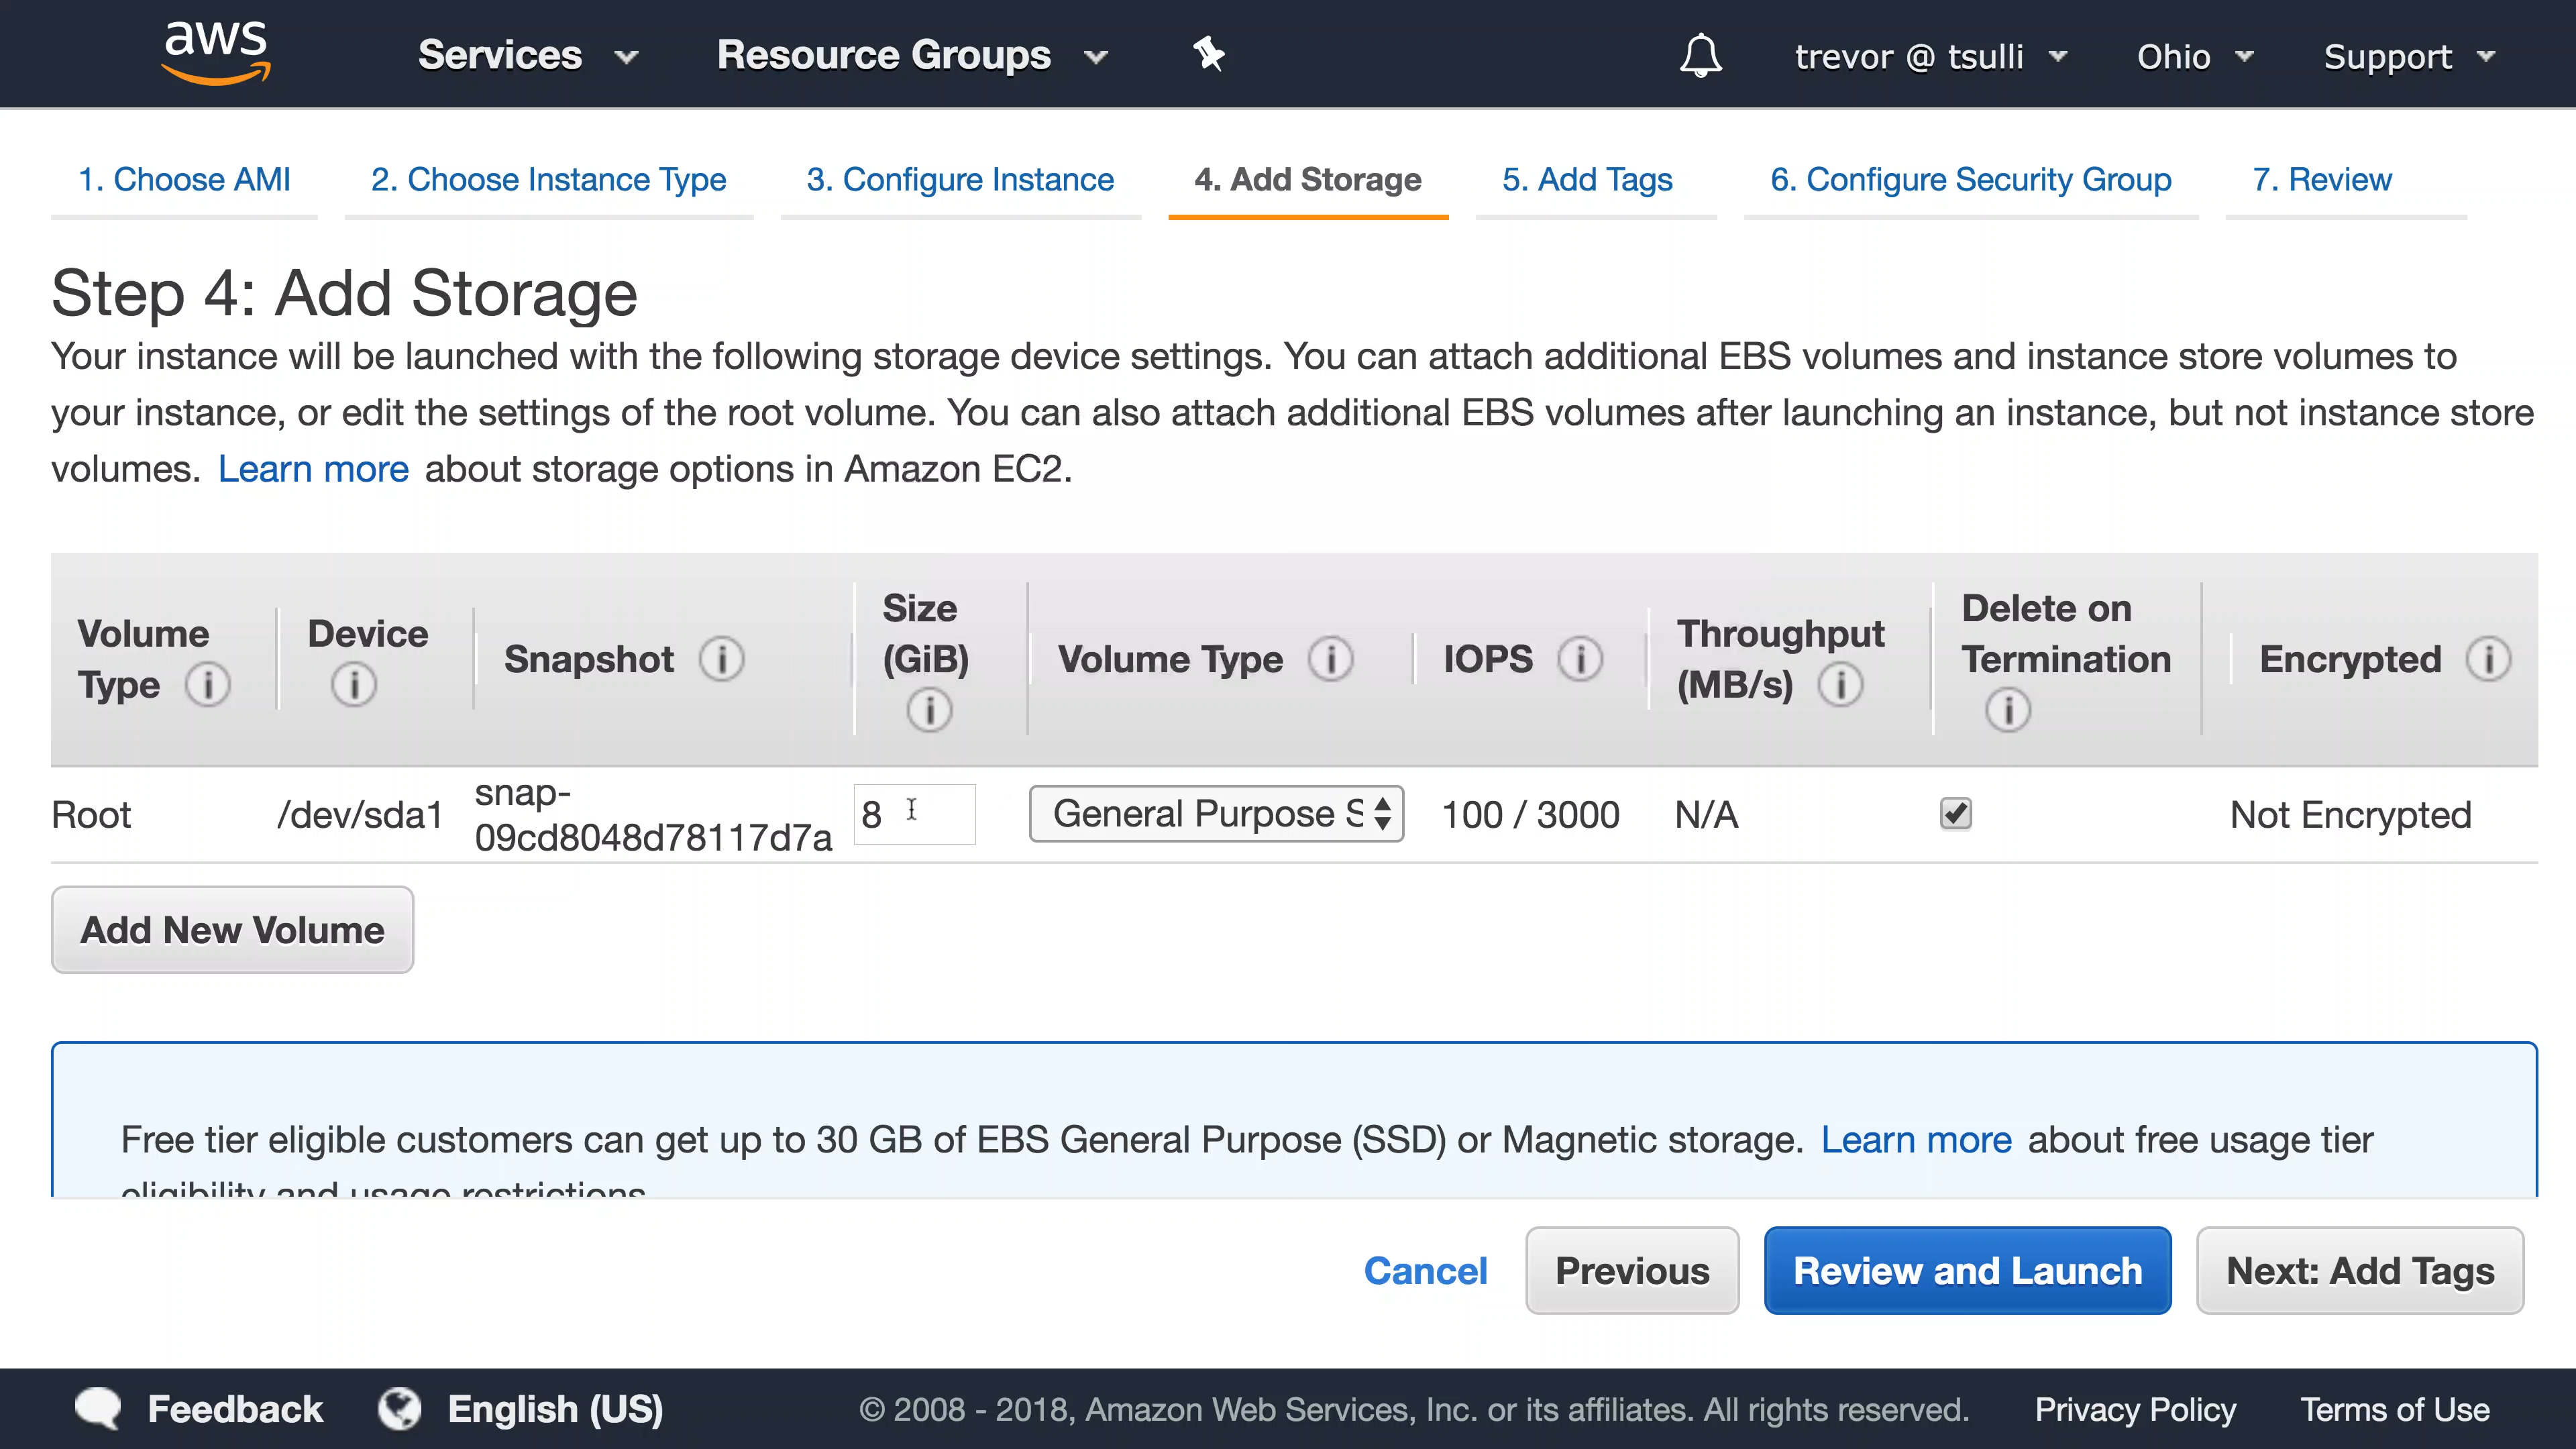 aws Services Resource Groups trevor @ tsulli Ohio Support
1. Choose AMI 2. Choose Instance Type 3. Configure Instance 4. Add Storage 5. Add Tags 6. Configure Security Group 7. Review
Step 4: Add Storage
Your instance will be launched with the following storage device settings. You can attach additional EBS volumes and instance store volumes to
your instance, or edit the settings of the root volume. You can also attach additional EBS volumes after launching an instance, but not instance store
volumes. Learn more about storage options in Amazon EC2.
Volume
Type i
Device
i
Snapshot i
Size
(GiB)
i
Volume Type i
IOPS i
Throughput
(MB/s) i
Delete on
Termination
i
Encrypted i
Root
/dev/sda1
snap-
09cd8048d78117d7a
8
General Purpose S
100 / 3000
N/A
Not Encrypted
Add New Volume
Free tier eligible customers can get up to 30 GB of EBS General Purpose (SSD) or Magnetic storage. Learn more about free usage tier
eligibility and usage restrictions
Cancel Previous Review and Launch Next: Add Tags
Feedback English (US) © 2008 - 2018, Amazon Web Services, Inc. or its affiliates. All rights reserved. Privacy Policy Terms of Use